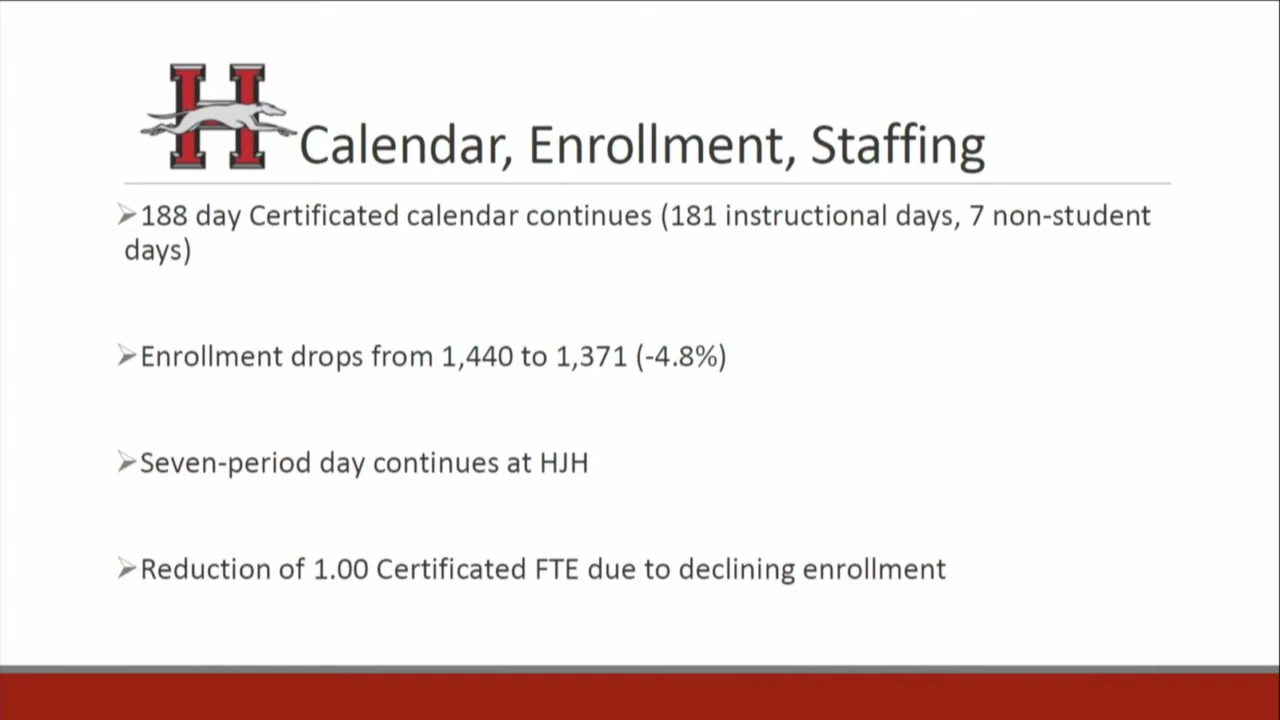 H Calendar, Enrollment, Staffing
➢188 day Certificated calendar continues (181 instructional days, 7 non-student
days)
➢Enrollment drops from 1,440 to 1,371 (-4.8%)
➢Seven-period day continues at HJH
➢Reduction of 1.00 Certificated FTE due to declining enrollment